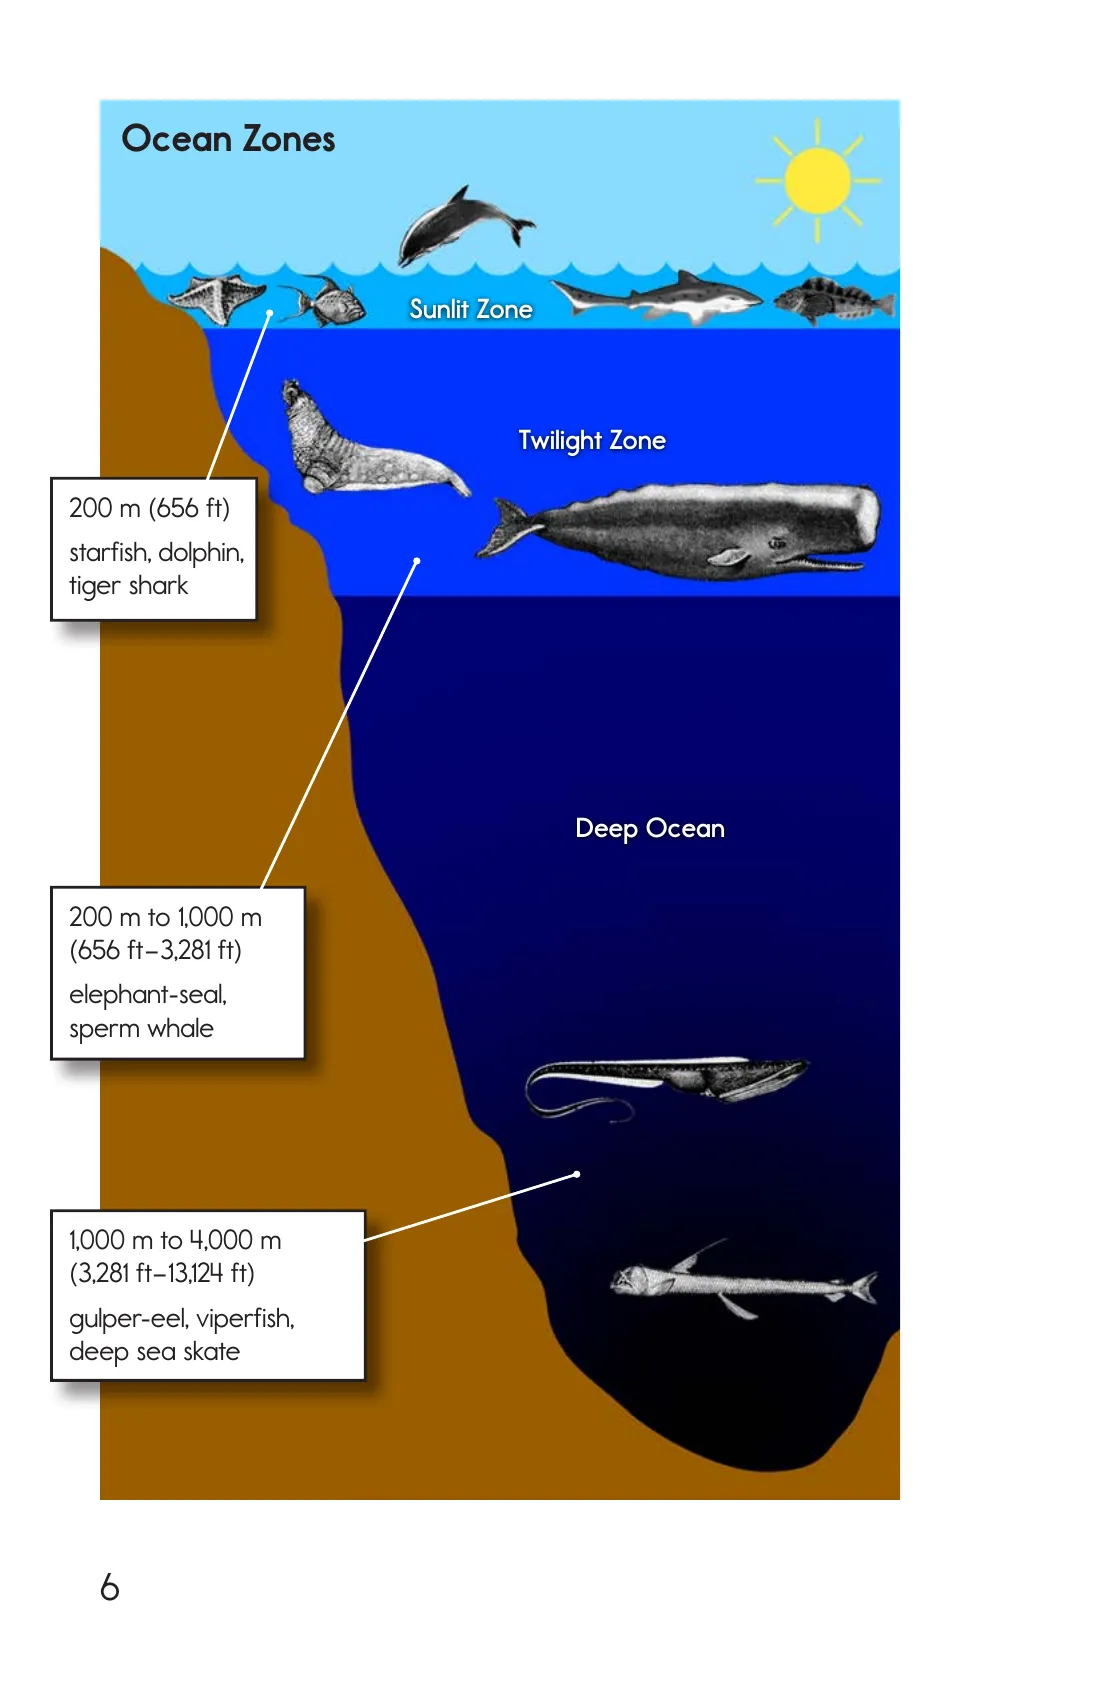 Ocean Zones
Sunlit Zone
Twilight Zone
200 m (656 ft)
starfish, dolphin,
tiger shark
Deep Ocean
200 m to 1,000 m
(656 ft–3,281 ft)
elephant-seal,
sperm whale
1,000 m to 4,000 m
(3,281 ft–13,124 ft)
gulper-eel, viperfish,
deep sea skate
6